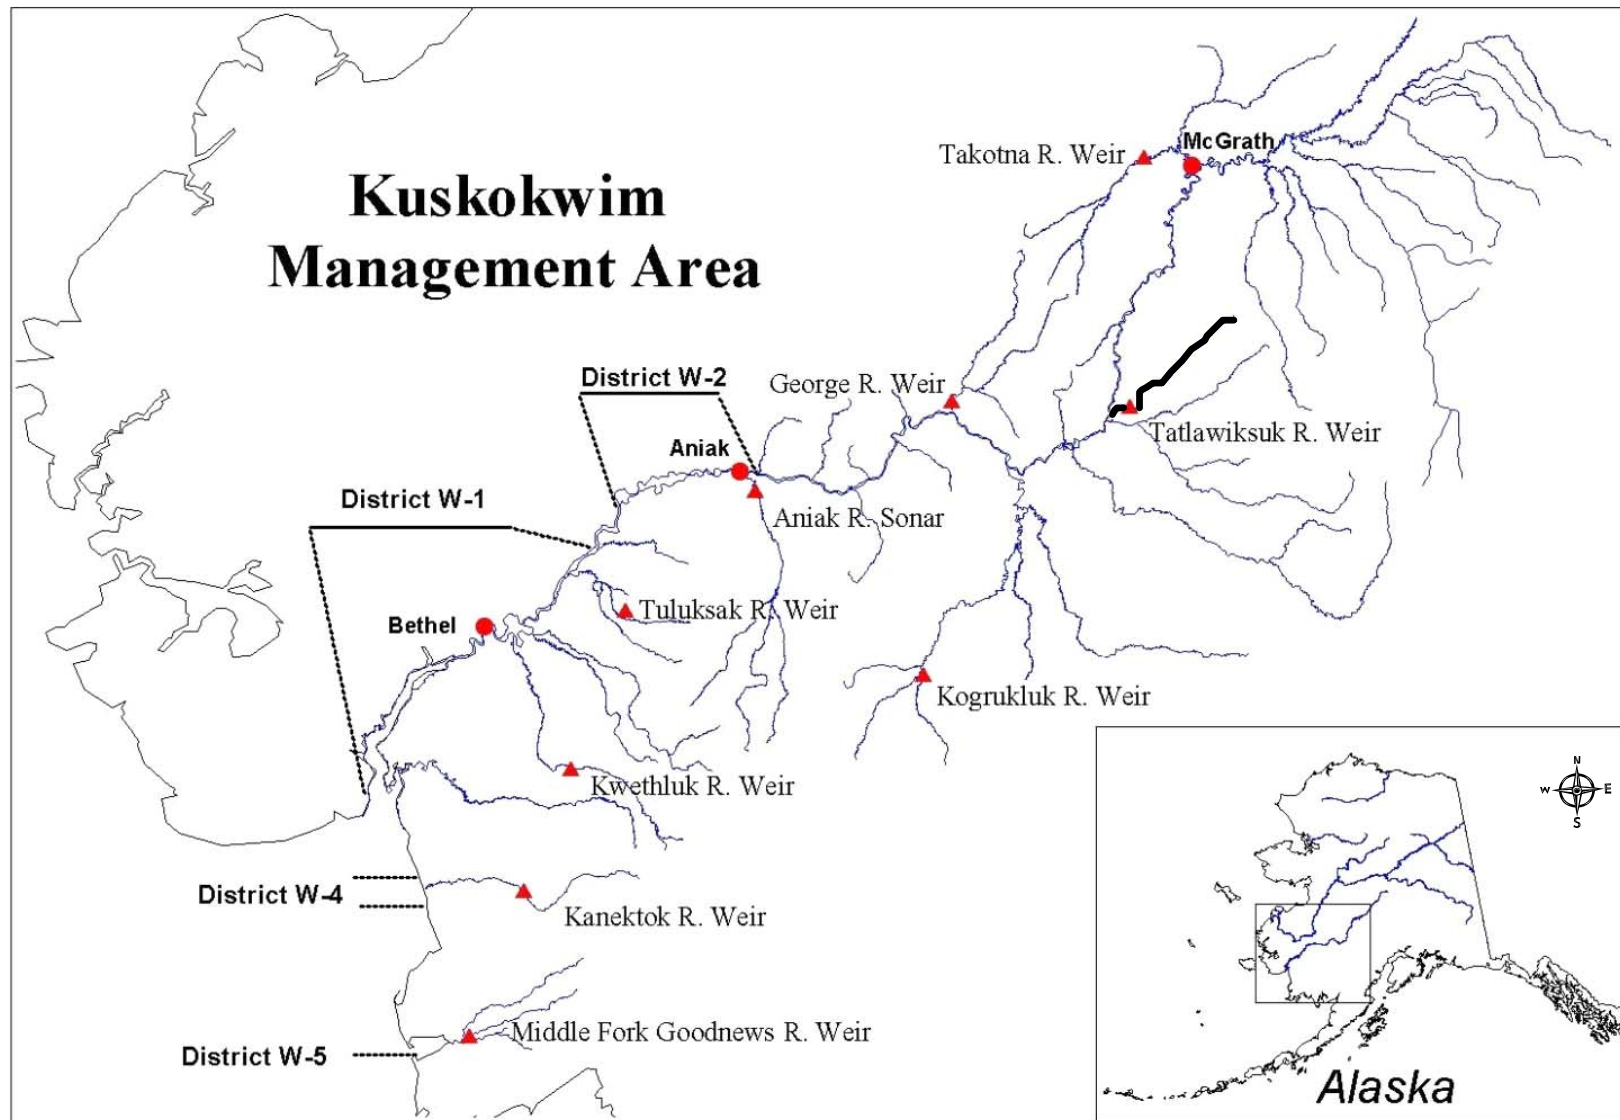 McGrath
Takotna R. Weir
Kuskokwim
Management Area
District W-2
George R. Weir
Tatlawiksuk R. Weir
Aniak
District W-1
Aniak R. Sonar
Tuluksak R. Weir
Bethel
Kogrukluk R. Weir
Kwethluk R. Weir
N
W
E
S
District W-4
Kanektok R. Weir
Middle Fork Goodnews R. Weir
District W-5
Alaska